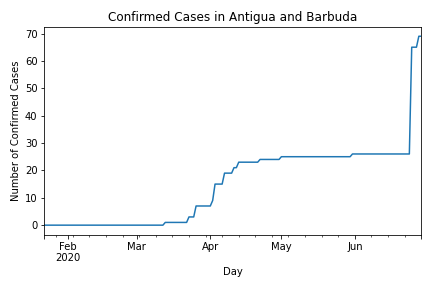 Confirmed Cases in Antigua and Barbuda
Number of Confirmed Cases
70
60
50
40
30
20
10
0
Feb Mar Apr May Jun
2020
Day